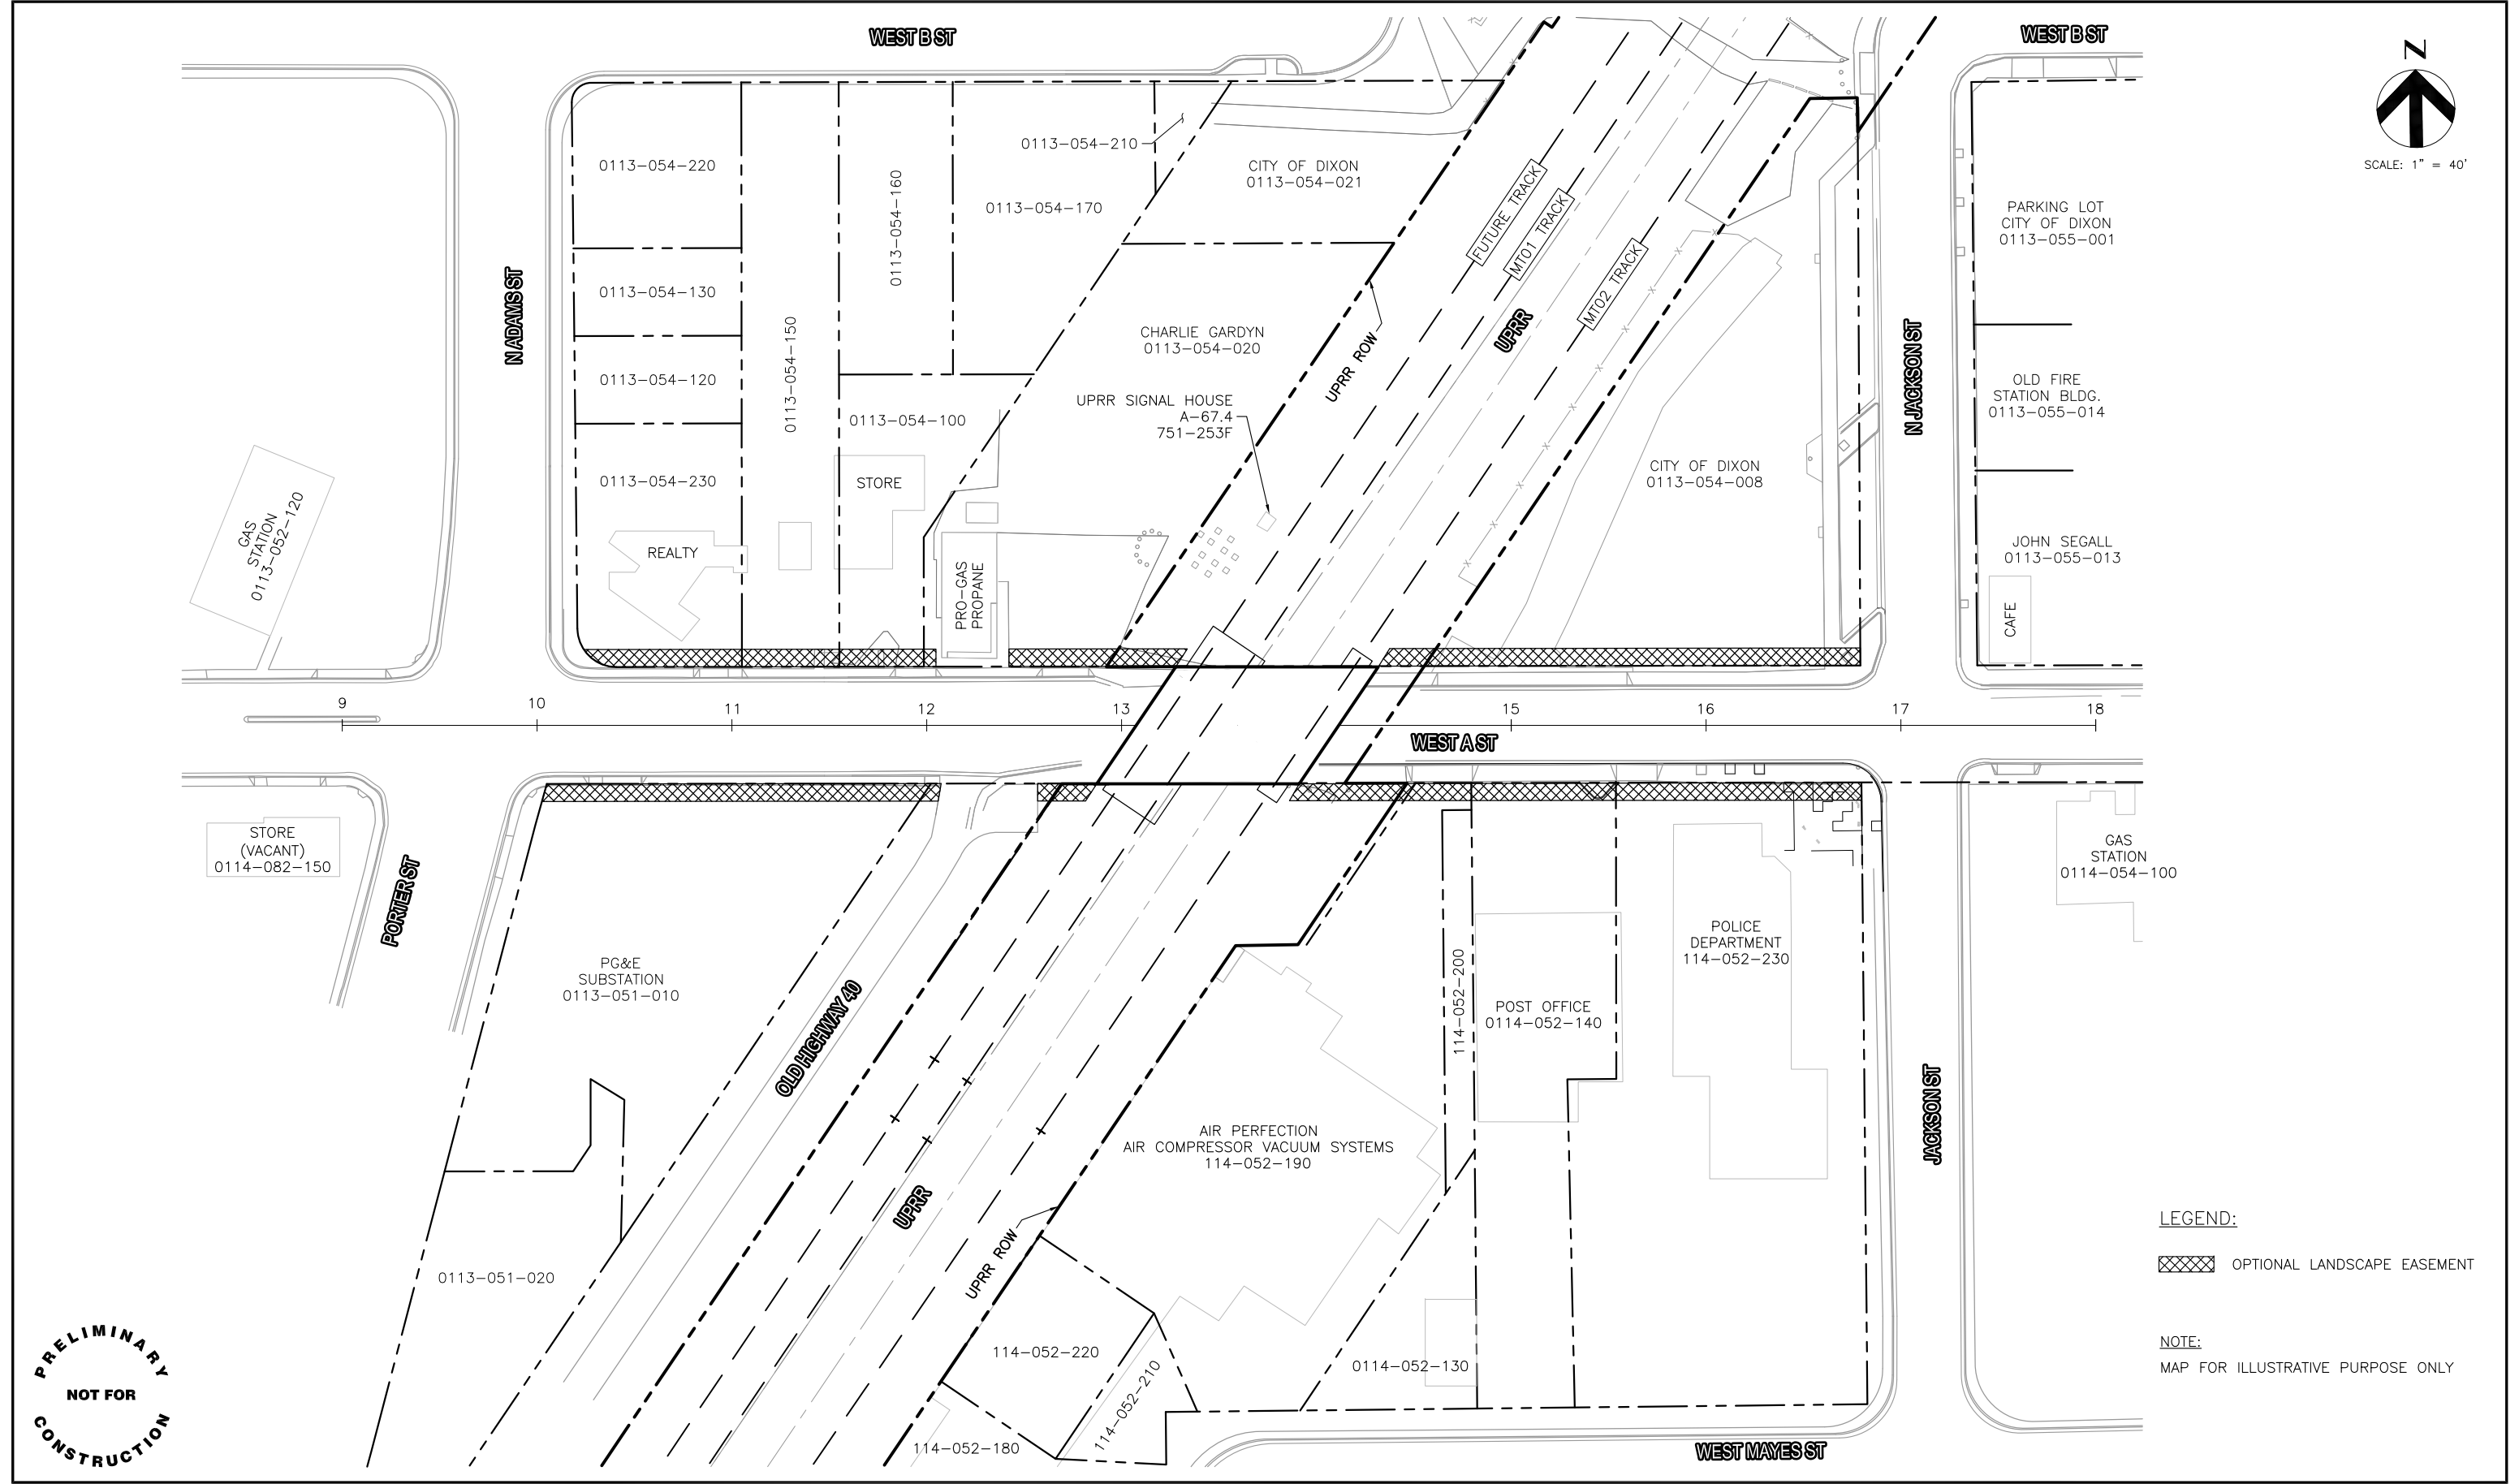 WEST B ST
WEST B ST
N
SCALE: 1" = 40'
0113-054-220
0113-054-160
0113-054-210
0113-054-170
CITY OF DIXON
0113-054-021
FUTURE TRACK
MT01 TRACK
MT02 TRACK
UPRR
UPRR ROW
PARKING LOT
CITY OF DIXON
0113-055-001
N ADAMS ST
0113-054-130
0113-054-120
0113-054-150
0113-054-100
0113-054-230
CHARLIE GARDYN
0113-054-020
UPRR SIGNAL HOUSE
A-67.4
751-253F
N JACKSON ST
OLD FIRE
STATION BLDG.
0113-055-014
CITY OF DIXON
0113-054-008
GAS
STATION
0113-052-120
STORE
REALTY
PRO-GAS
PROPANE
JOHN SEGALL
0113-055-013
CAFE
9
10
11
12
13
15
16
17
18
WEST A ST
STORE
(VACANT)
0114-082-150
PORTER ST
PG&E
SUBSTATION
0113-051-010
OLD HIGHWAY 40
114-052-200
POST OFFICE
0114-052-140
POLICE
DEPARTMENT
114-052-230
GAS
STATION
0114-054-100
AIR PERFECTION
AIR COMPRESSOR VACUUM SYSTEMS
114-052-190
JACKSON ST
UPRR
UPRR ROW
0113-051-020
114-052-220
114-052-210
114-052-180
0114-052-130
WEST MAYES ST
LEGEND:
OPTIONAL LANDSCAPE EASEMENT
NOTE:
MAP FOR ILLUSTRATIVE PURPOSE ONLY
PRELIMINARY
NOT FOR
CONSTRUCTION